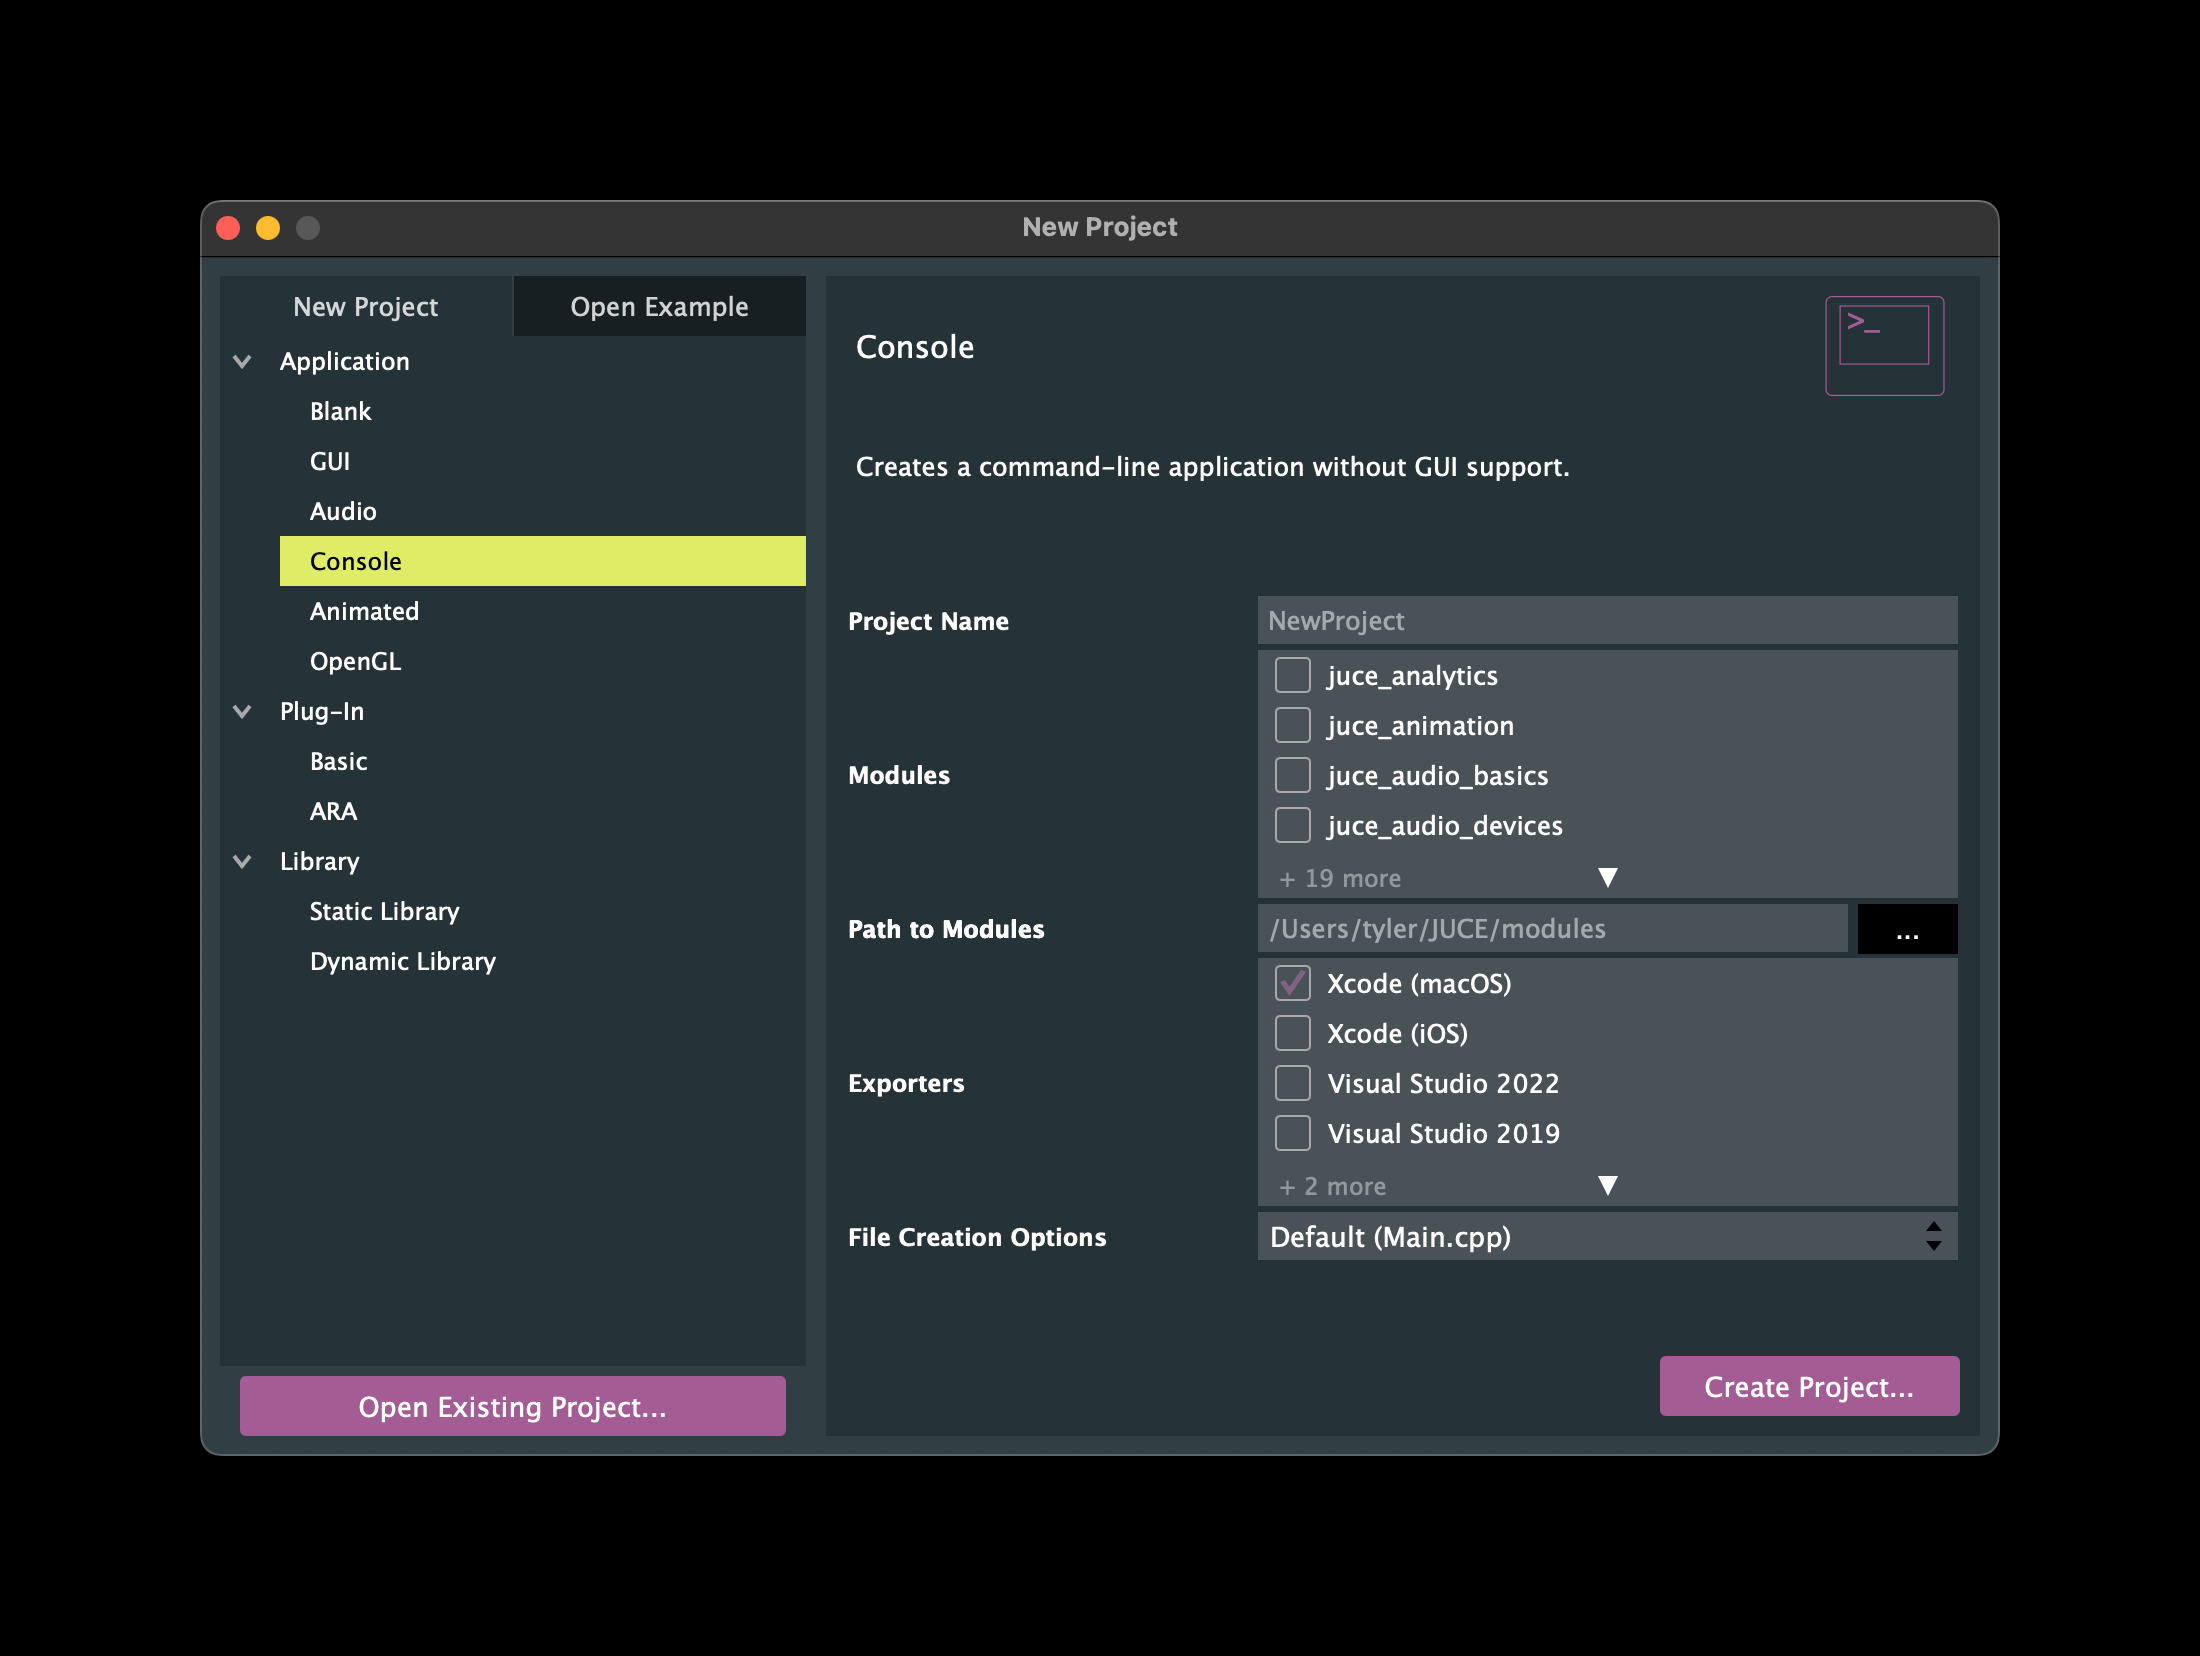 New Project
New Project
Open Example
Application
Blank
GUI
Audio
Console
Animated
OpenGL
Plug-In
Basic
ARA
Library
Static Library
Dynamic Library
Open Existing Project...
Console
>_
Creates a command-line application without GUI support.
Project Name
NewProject
Modules
juce_analytics
juce_animation
juce_audio_basics
juce_audio_devices
+ 19 more
Path to Modules
/Users/tyler/JUCE/modules
...
Exporters
Xcode (macOS)
Xcode (iOS)
Visual Studio 2022
Visual Studio 2019
+ 2 more
File Creation Options
Default (Main.cpp)
Create Project...